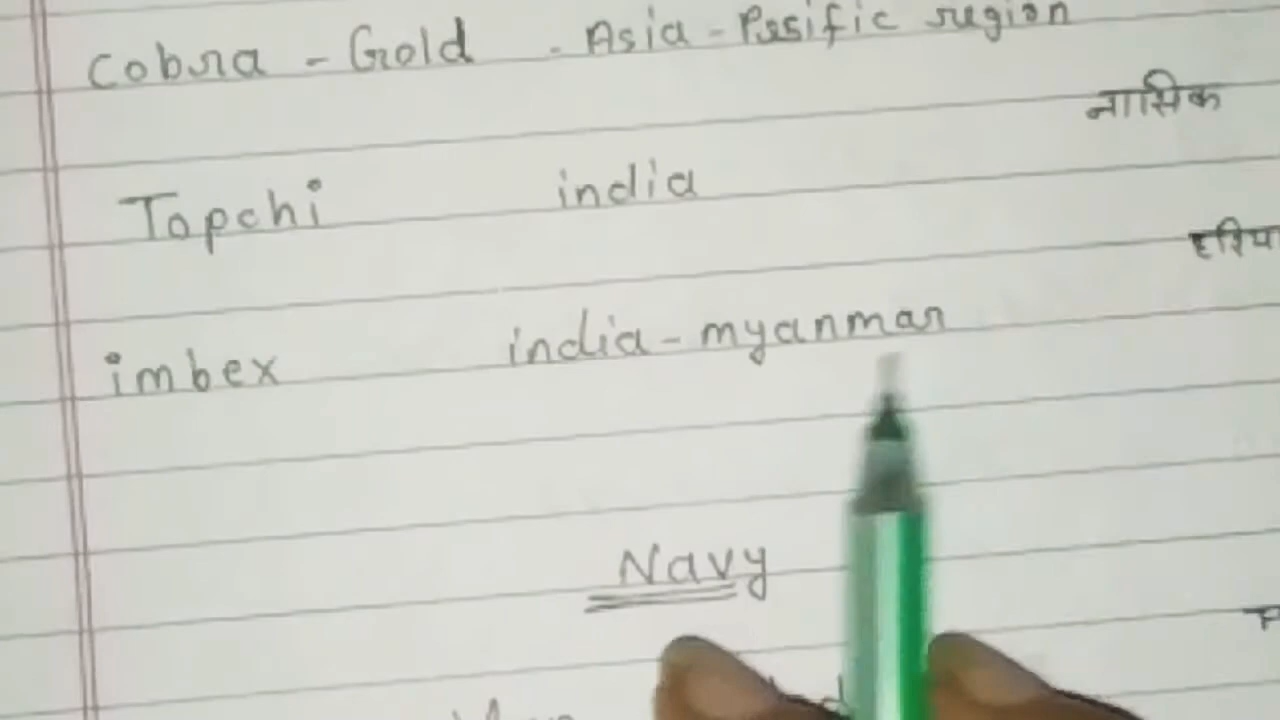 Cobra - Gold - Asia - Pasific region
नासिक
Topchi india
imbex india - myanmar
Navy